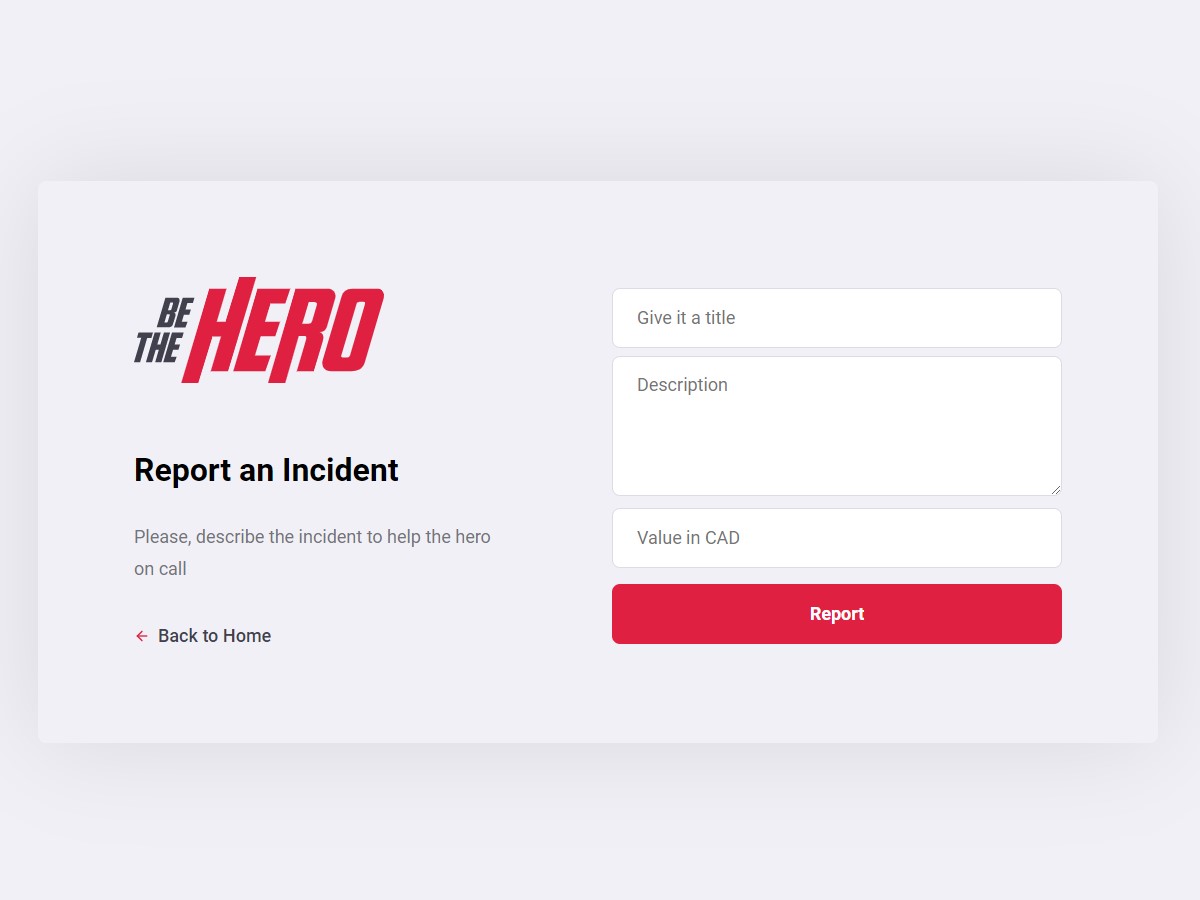 BE
THE HERO
Report an Incident
Please, describe the incident to help the hero
on call
Back to Home
Give it a title
Description
Value in CAD
Report